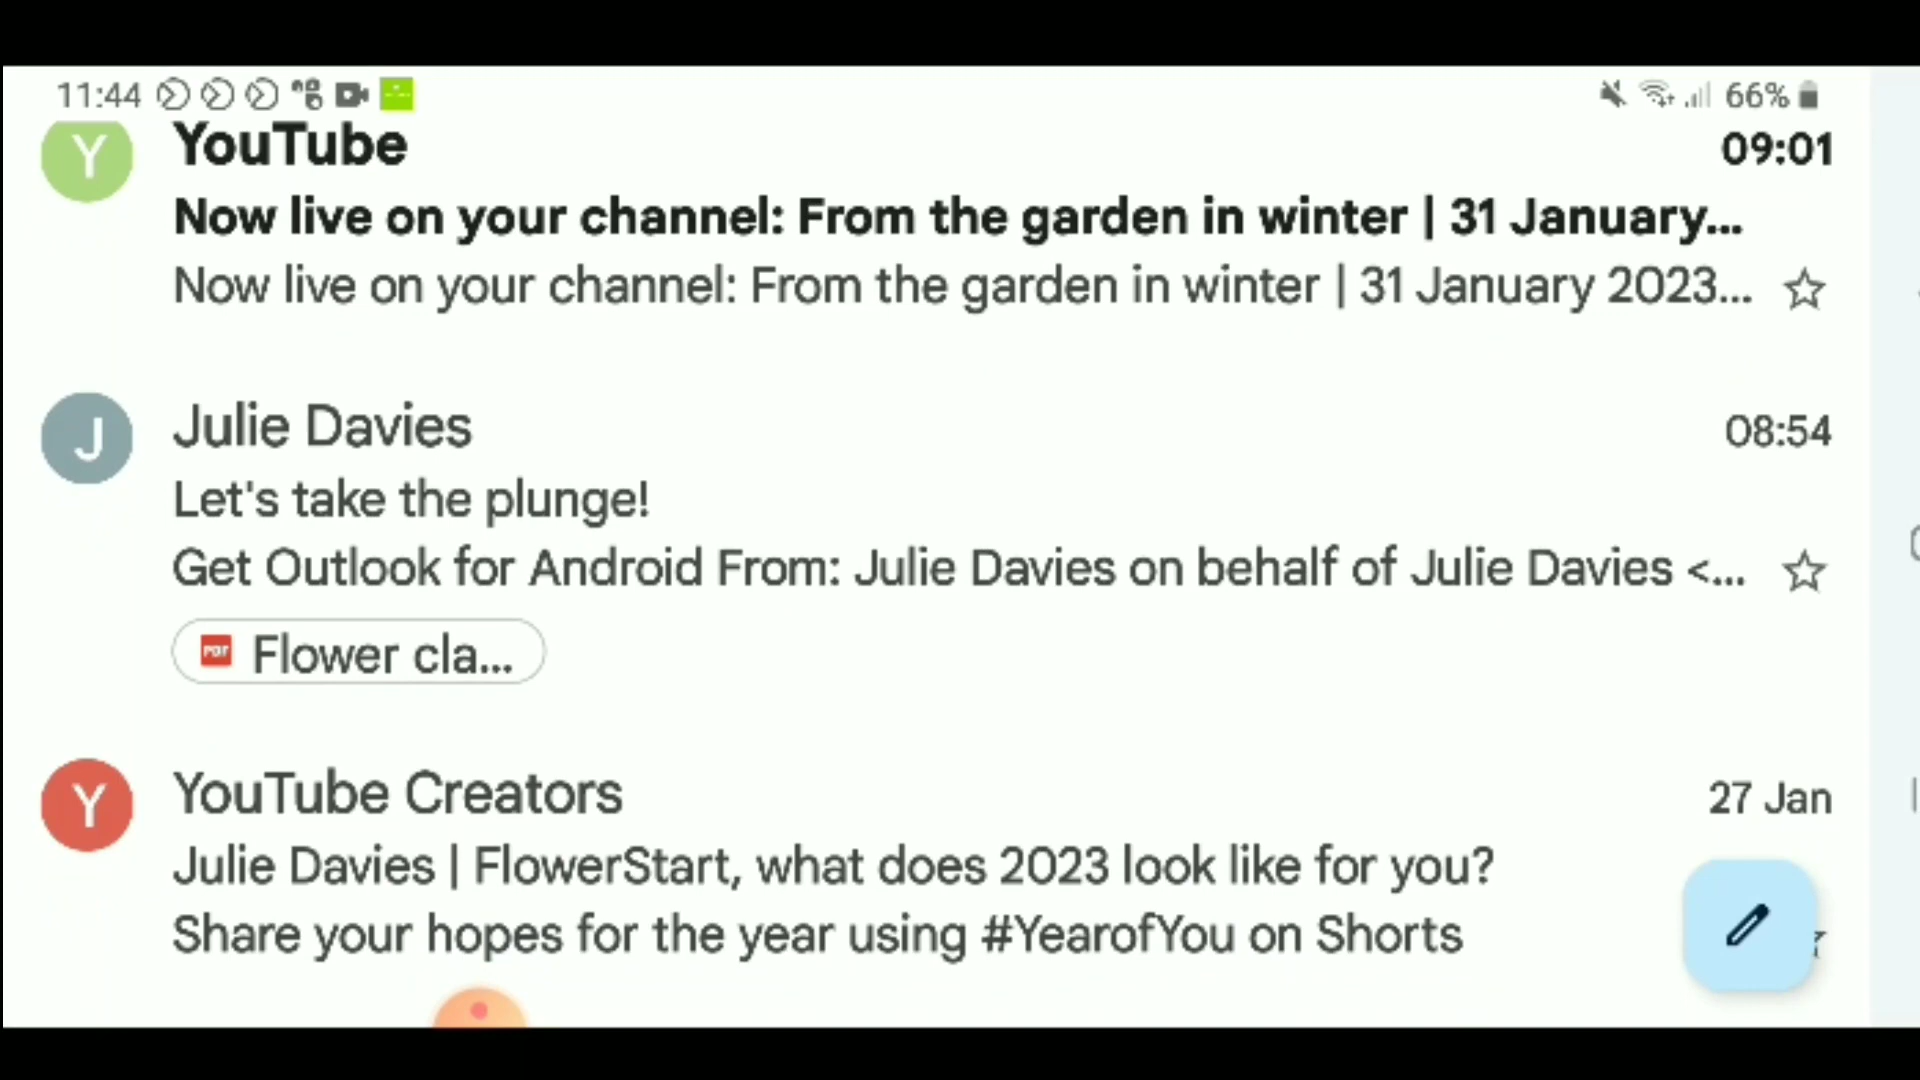 11:44 66%
Y YouTube 09:01
Now live on your channel: From the garden in winter | 31 January...
Now live on your channel: From the garden in winter | 31 January 2023...
J Julie Davies 08:54
Let's take the plunge!
Get Outlook for Android From: Julie Davies on behalf of Julie Davies <...
PDF Flower cla...
Y YouTube Creators 27 Jan
Julie Davies | FlowerStart, what does 2023 look like for you?
Share your hopes for the year using #YearofYou on Shorts